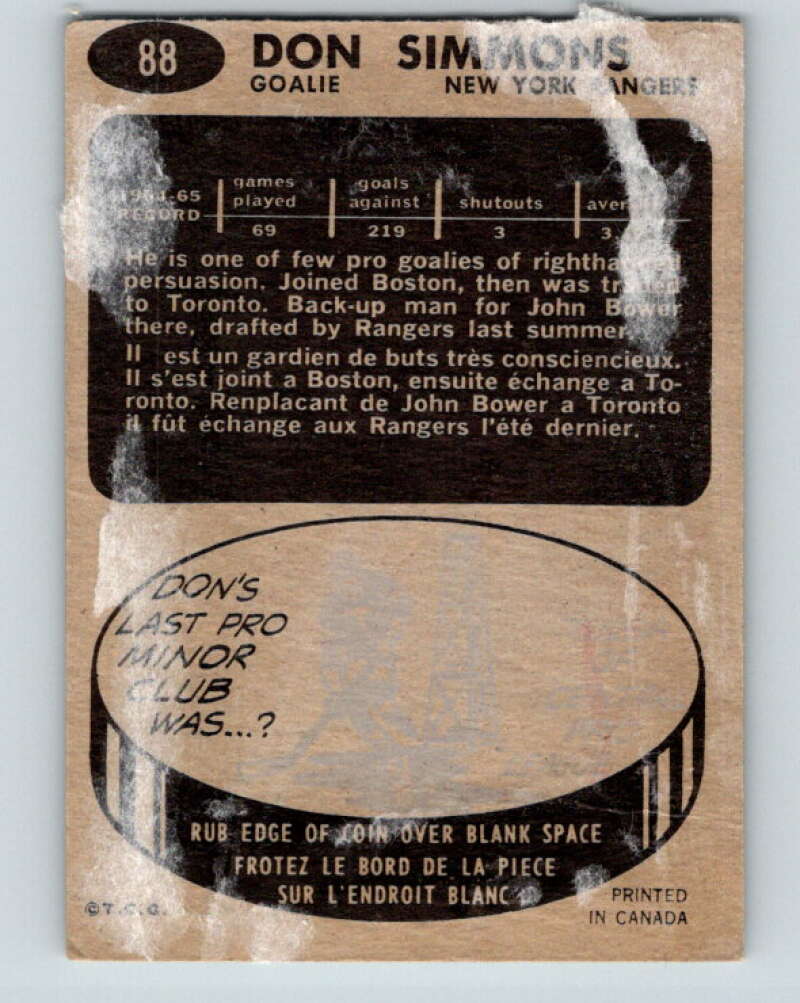 88
DON SIMMONS
GOALIE NEW YORK RANGERS
games goals
1964-65 played against shutouts
RECORD 69 219 3 3.
He is one of few pro goalies of
persuasion. Joined Boston, then was traded
to Toronto. Back-up man for John Bower
there, drafted by Rangers last summer.
Il est un gardien de buts très consciencieux.
Il s'est joint a Boston, ensuite échange a To-
ronto. Renplacant de John Bower a Toronto
il fût échange aux Rangers l'été dernier.
DON'S
LAST PRO
MINOR
CLUB
WAS...?
RUB EDGE OF COIN OVER BLANK SPACE
FROTEZ LE BORD DE LA PIECE
SUR L'ENDROIT BLANC
©T.C.G.
PRINTED
IN CANADA